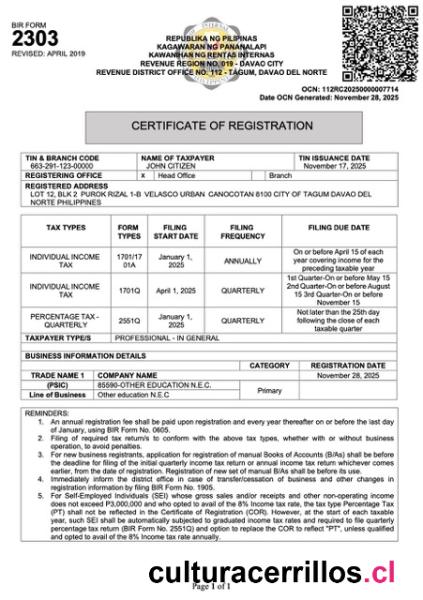 BIR FORM
2303
REVISED: APRIL 2019
REPUBLIKA NG PILIPINAS
KAGAWARAN NG PANANALAPI
KAWANIHAN NG RENTAS INTERNAS
REVENUE REGION NO. 019 - DAVAO CITY
REVENUE DISTRICT OFFICE NO. 112 - TAGUM, DAVAO DEL NORTE
OCN: 112RC20250000007714
Date OCN Generated: November 28, 2025
CERTIFICATE OF REGISTRATION
TIN & BRANCH CODE NAME OF TAXPAYER TIN ISSUANCE DATE
663-291-123-00000 JOHN CITIZEN November 17, 2025
REGISTERING OFFICE x Head Office Branch
REGISTERED ADDRESS
LOT 12, BLK 2 PUROK RIZAL 1-B VELASCO URBAN CANOCOTAN 8100 CITY OF TAGUM DAVAO DEL
NORTE PHILIPPINES
TAX TYPES FORM TYPES FILING START DATE FILING FREQUENCY FILING DUE DATE
INDIVIDUAL INCOME TAX 1701/1701A January 1, 2025 ANNUALLY On or before April 15 of each year covering income for the preceding taxable year
INDIVIDUAL INCOME TAX 1701Q April 1, 2025 QUARTERLY 1st Quarter-On or before May 15 2nd Quarter-On or before August 15 3rd Quarter-On or before November 15
PERCENTAGE TAX - QUARTERLY 2551Q January 1, 2025 QUARTERLY Not later than the 25th day following the close of each taxable quarter
TAXPAYER TYPE/S PROFESSIONAL - IN GENERAL
BUSINESS INFORMATION DETAILS
CATEGORY REGISTRATION DATE
TRADE NAME 1 COMPANY NAME November 28, 2025
(PSIC) 85590-OTHER EDUCATION N.E.C. Primary
Line of Business Other education N.E.C
REMINDERS:
1. An annual registration fee shall be paid upon registration and every year thereafter on or before the last day
of January, using BIR Form No. 0605.
2. Filing of required tax returns to conform with the above tax types, whether with or without business
operation, to avoid penalties.
3. For new business registrants, application for registration of manual Books of Accounts (B/As) shall be before
the deadline for filing of the initial quarterly income tax return or annual income tax return whichever comes
earlier, from the date of registration. Registration of new set of manual B/As shall be before its use.
4. Immediately inform the district office in case of transfer/cessation of business and other changes in
registration information by filing BIR Form No. 1905.
5. For Self-Employed Individuals (SEI) whose gross sales and/or receipts and other non-operating income
does not exceed P3,000,000 and who opted to avail of the 8% Income Tax rate, the tax type Percentage Tax
(PT) shall not be reflected in the Certificate of Registration (COR). However, at the start of each taxable
year, such SEI shall be automatically subjected to graduated income tax rates and required to file quarterly
percentage tax return (BIR Form No. 2551Q) and option to replace the COR to reflect "PT", unless qualified
and opted to avail of the 8% Income Tax rate annually.
culturacerrillos.cl
Page 1 of 1